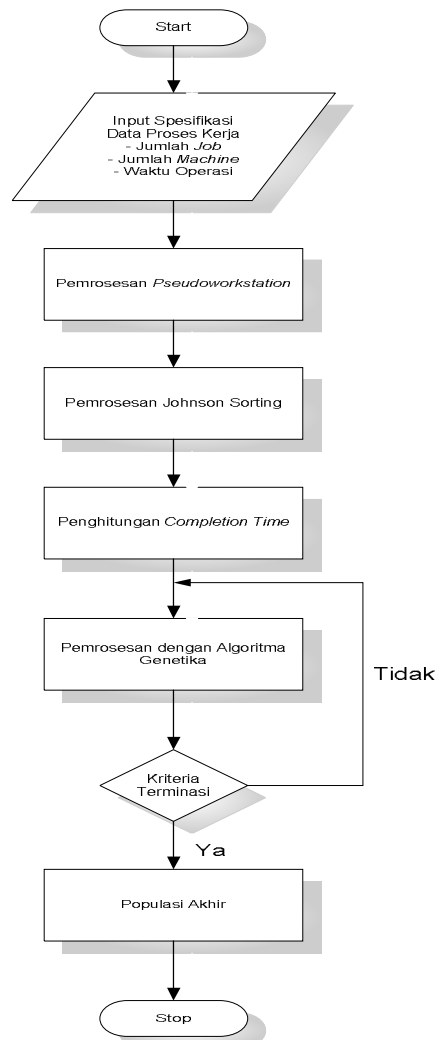 Start
Input Spesifikasi
Data Proses Kerja
- Jumlah Job
- Jumlah Machine
- Waktu Operasi
Pemrosesan Pseudoworkstation
Pemrosesan Johnson Sorting
Penghitungan Completion Time
Pemrosesan dengan Algoritma
Genetika
Tidak
Kriteria
Terminasi
Ya
Populasi Akhir
Stop